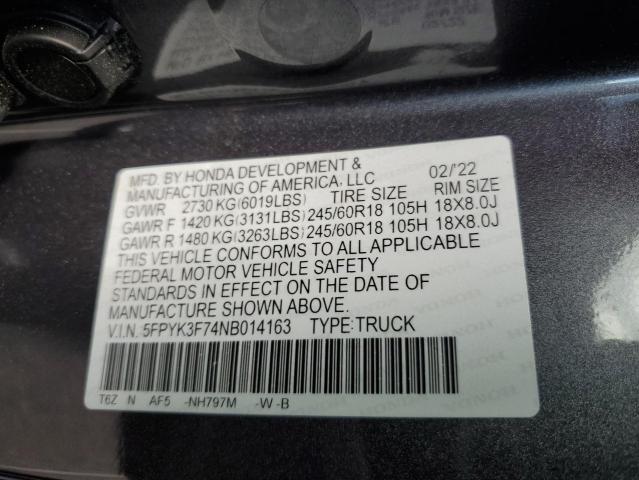 MFD. BY HONDA DEVELOPMENT &
MANUFACTURING OF AMERICA, LLC 02/'22
GVWR 2730 KG(6019LBS) TIRE SIZE RIM SIZE
GAWR F 1420 KG(3131LBS) 245/60R18 105H 18X8.0J
GAWR R 1480 KG(3263LBS) 245/60R18 105H 18X8.0J
THIS VEHICLE CONFORMS TO ALL APPLICABLE
FEDERAL MOTOR VEHICLE SAFETY
STANDARDS IN EFFECT ON THE DATE OF
MANUFACTURE SHOWN ABOVE.
V.I.N. 5FPYK3F74NB014163 TYPE: TRUCK
T6Z N AF5 -NH797M -W -B